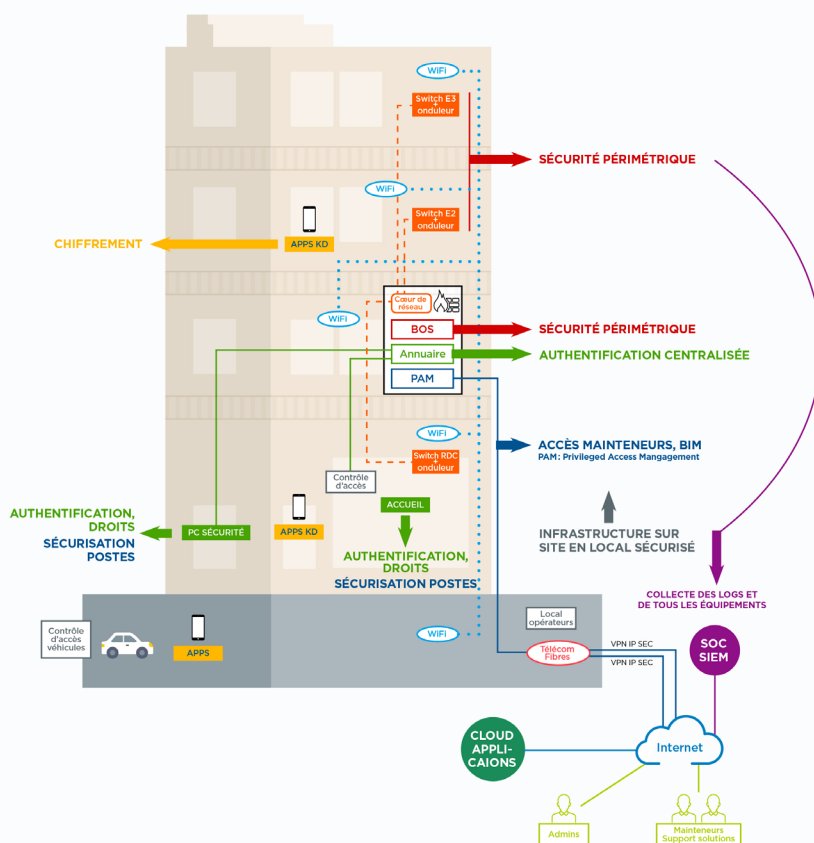 WiFi
Switch E3
+
onduleur
SÉCURITÉ PÉRIMÉTRIQUE
WiFi
Switch E2
+
onduleur
CHIFFREMENT
APPS KD
Cœur de
réseau
WiFi
BOS
SÉCURITÉ PÉRIMÉTRIQUE
Annuaire
AUTHENTIFICATION CENTRALISÉE
PAM
WiFi
ACCÈS MAINTENEURS, BIM
PAM: Privileged Access Mangagement
Switch RDC
+
onduleur
Contrôle
d'accès
ACCUEIL
AUTHENTIFICATION,
DROITS
SÉCURISATION
POSTES
PC SÉCURITÉ
APPS KD
INFRASTRUCTURE SUR
SITE EN LOCAL SÉCURISÉ
AUTHENTIFICATION,
DROITS
SÉCURISATION POSTES
COLLECTE DES LOGS ET
DE TOUS LES ÉQUIPEMENTS
Contrôle
d'accès
véhicules
APPS
WiFi
Local
opérateurs
Télécom
Fibres
VPN IP SEC
VPN IP SEC
SOC
SIEM
CLOUD
APPLI-
CAIONS
Internet
Admins
Mainteneurs
Support solutions